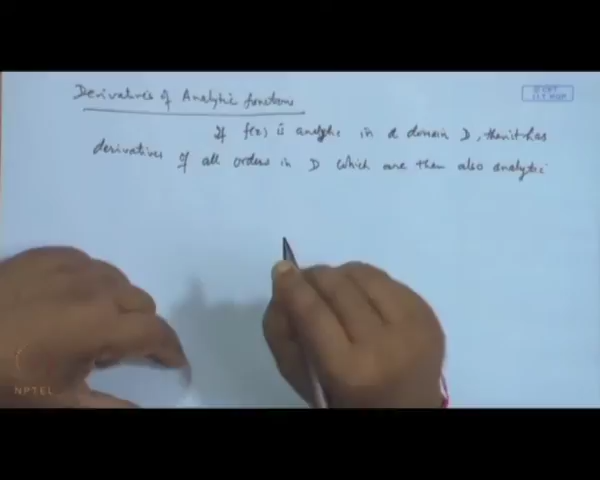 Derivatives of Analytic functions
If f(z) is analytic in a domain D, then it has
derivatives of all orders in D which are then also analytic
NPTEL